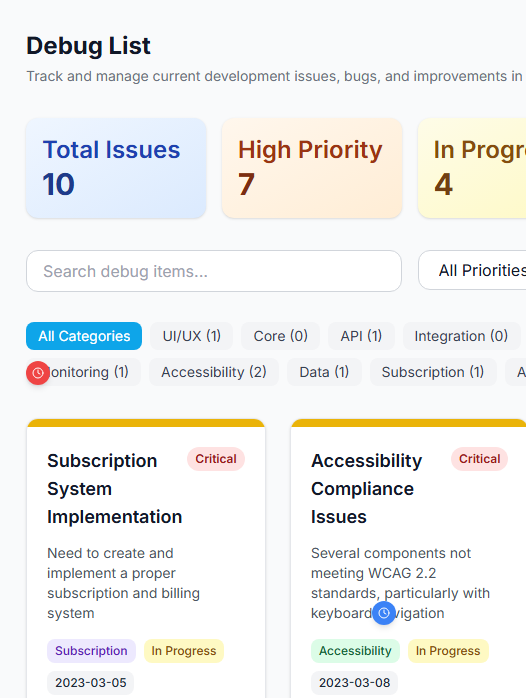 Debug List
Track and manage current development issues, bugs, and improvements in
Total Issues
10
High Priority
7
In Progr
4
Search debug items...
All Priorities
All Categories
UI/UX (1)
Core (0)
API (1)
Integration (0)
onitoring (1)
Accessibility (2)
Data (1)
Subscription (1)
A
Subscription
System
Implementation
Critical
Need to create and
implement a proper
subscription and billing
system
Subscription
In Progress
2023-03-05
Accessibility
Compliance
Issues
Critical
Several components not
meeting WCAG 2.2
standards, particularly with
keyboard vigation
Accessibility
In Progress
2023-03-08